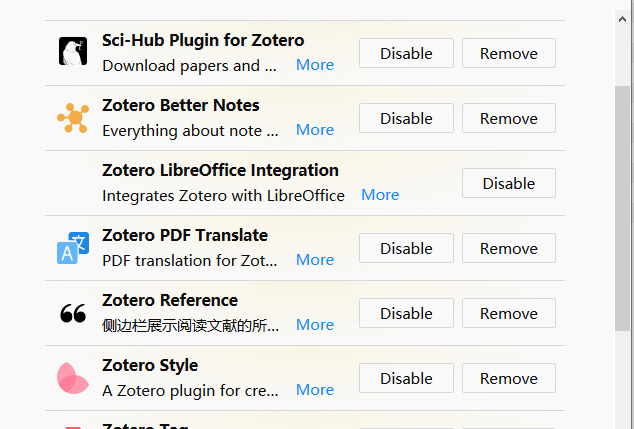 Sci-Hub Plugin for Zotero
Download papers and ... More Disable Remove
Zotero Better Notes
Everything about note ... More Disable Remove
Zotero LibreOffice Integration
Integrates Zotero with LibreOffice More Disable
Zotero PDF Translate
PDF translation for Zot... More Disable Remove
Zotero Reference
侧边栏展示阅读文献的所... More Disable Remove
Zotero Style
A Zotero plugin for cre... More Disable Remove
Zotero Tag